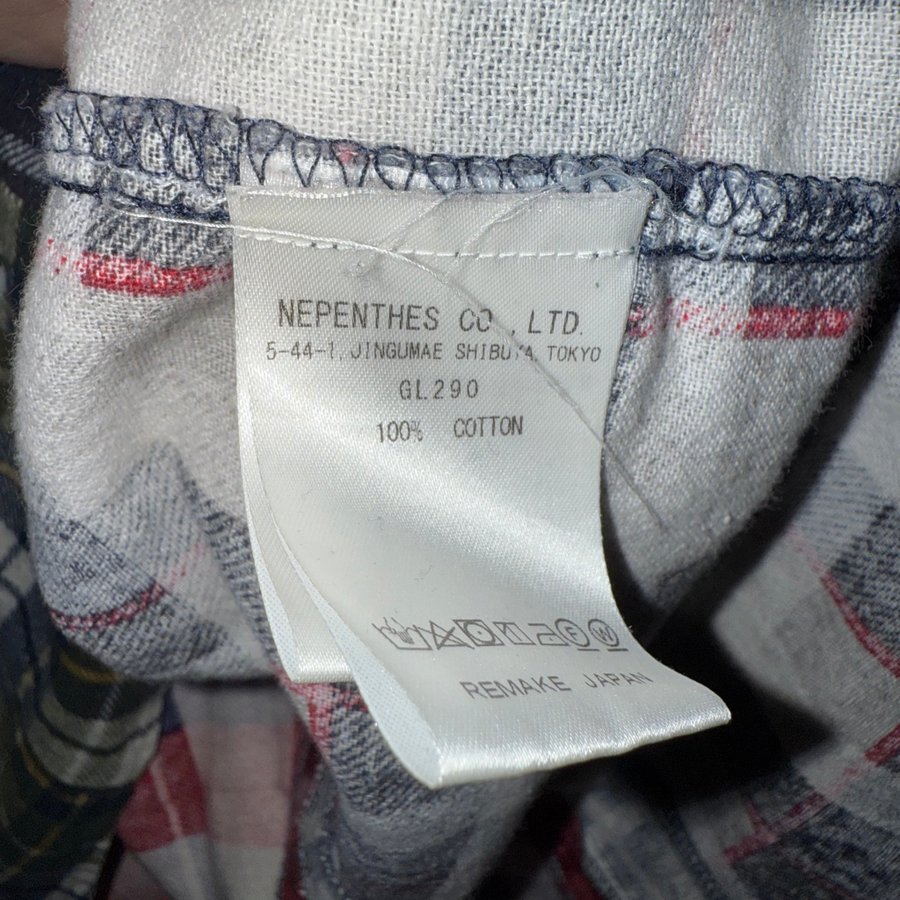 NEPENTHES CO., LTD.
5-44-1, JINGUMAE SHIBUYA, TOKYO
GL290
100% COTTON
REMAKE JAPAN